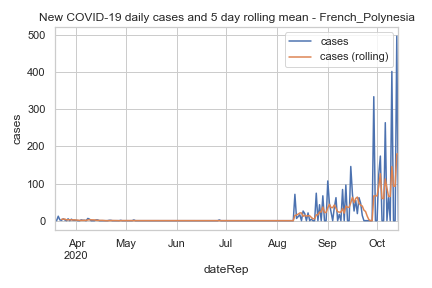 New COVID-19 daily cases and 5 day rolling mean - French_Polynesia
cases
cases (rolling)
500
400
300
200
100
0
cases
Apr May Jun Jul Aug Sep Oct
2020
dateRep